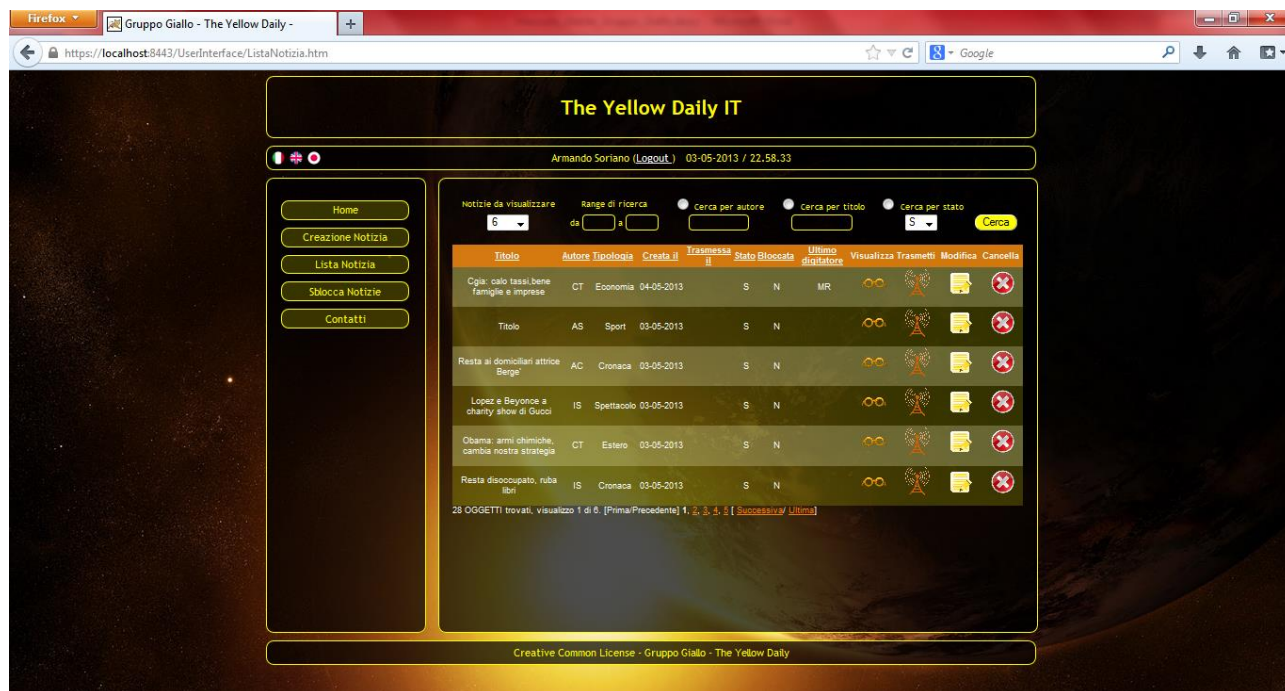 Firefox
Gruppo Giallo - The Yellow Daily -
https://localhost:8443/UserInterface/ListaNotizia.htm
Google
The Yellow Daily IT
Armando Soriano (Logout ) 03-05-2013 / 22.58.33
Home
Creazione Notizia
Lista Notizia
Sblocca Notizie
Contatti
Notizie da visualizzare Range di ricerca Cerca per autore Cerca per titolo Cerca per stato
6 da a S Cerca
Titolo Autore Tipologia Creata il Trasmessa il Stato Bloccata Ultimo digitatore Visualizza Trasmetti Modifica Cancella
Cgia: calo tassi,bene famiglie e imprese CT Economia 04-05-2013 S N MR
Titolo AS Sport 03-05-2013 S N
Resta ai domiciliari attrice Berge' AC Cronaca 03-05-2013 S N
Lopez e Beyonce a charity show di Gucci IS Spettacolo 03-05-2013 S N
Obama: armi chimiche, cambia nostra strategia CT Estero 03-05-2013 S N
Resta disoccupato, ruba libri IS Cronaca 03-05-2013 S N
28 OGGETTI trovati, visualizzo 1 di 6. [Prima/Precedente] 1, 2, 3, 4, 5 [ Successiva/ Ultima]
Creative Common License - Gruppo Giallo - The Yellow Daily